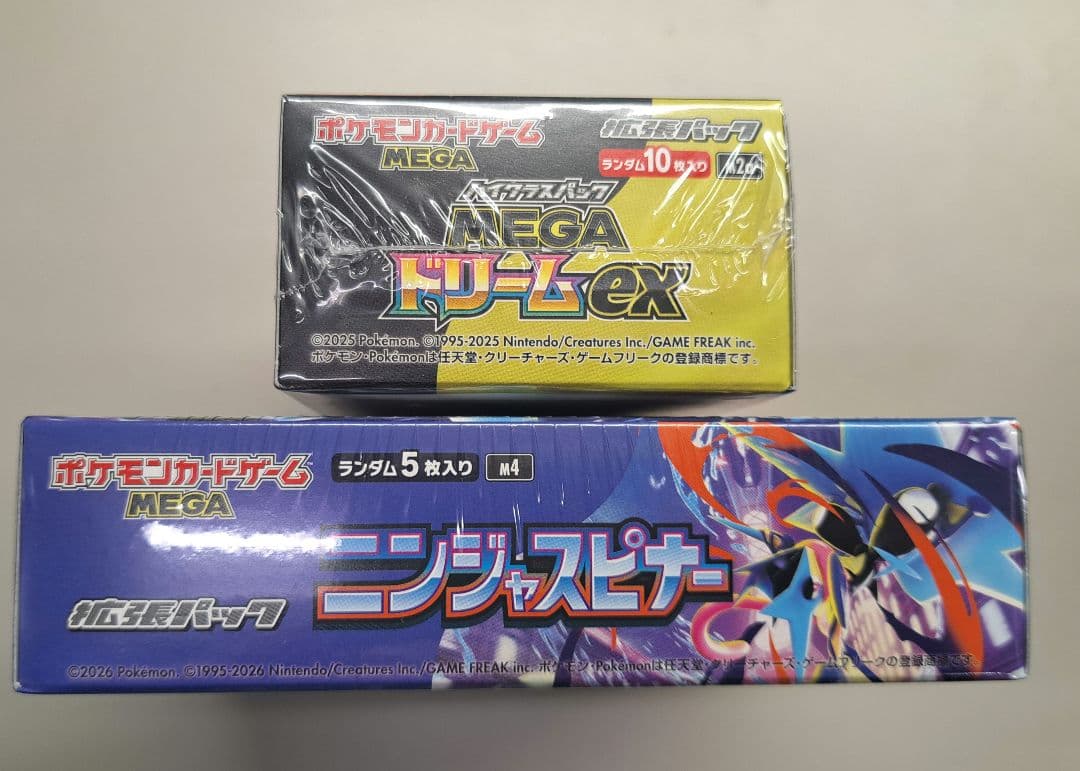 ポケモンカードゲーム
MEGA
拡張パック
ランダム10枚入り M2a
ハイクラスパック
MEGA
ドリームex
©2025 Pokémon. ©1995-2025 Nintendo/Creatures Inc./GAME FREAK inc.
ポケモン・Pokémonは任天堂・クリーチャーズ・ゲームフリークの登録商標です。
ポケモンカードゲーム
MEGA
ランダム5枚入り M4
ニンジャスピナー
拡張パック
©2026 Pokémon. ©1995-2026 Nintendo/Creatures Inc./GAME FREAK inc. ポケモン・Pokémonは任天堂・クリーチャーズ・ゲームフリークの登録商標です。